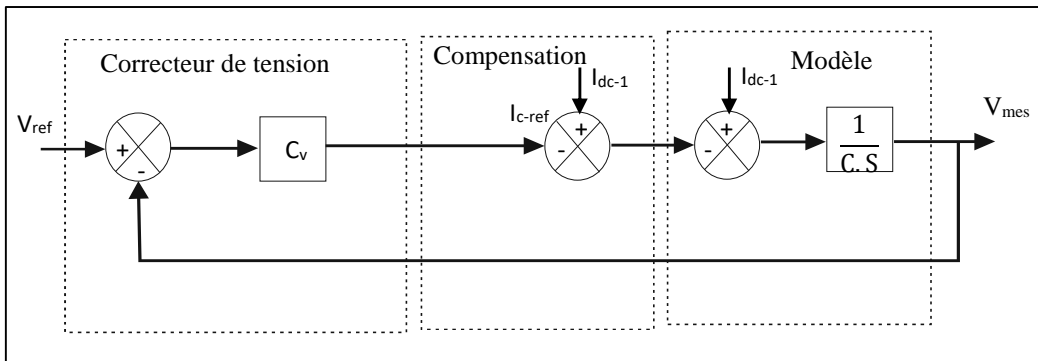 Correcteur de tension
Compensation
Modèle
I_dc-1
I_dc-1
V_ref
I_c-ref
V_mes
+
-
C_v
+
-
+
-
1
C. S